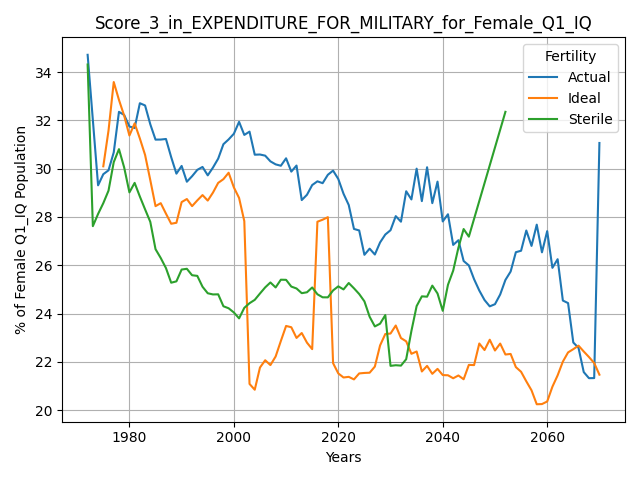 Score_3_in_EXPENDITURE_FOR_MILITARY_for_Female_Q1_IQ
Fertility
Actual
Ideal
Sterile
% of Female Q1_IQ Population
34
32
30
28
26
24
22
20
1980
2000
2020
2040
2060
Years